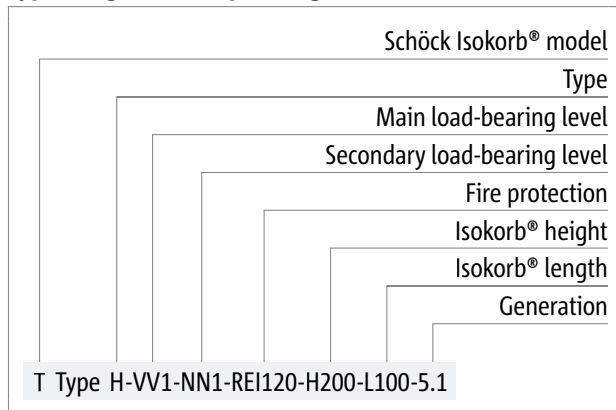 Schöck Isokorb® model
Type
Main load-bearing level
Secondary load-bearing level
Fire protection
Isokorb® height
Isokorb® length
Generation
T Type H-VV1-NN1-REI120-H200-L100-5.1